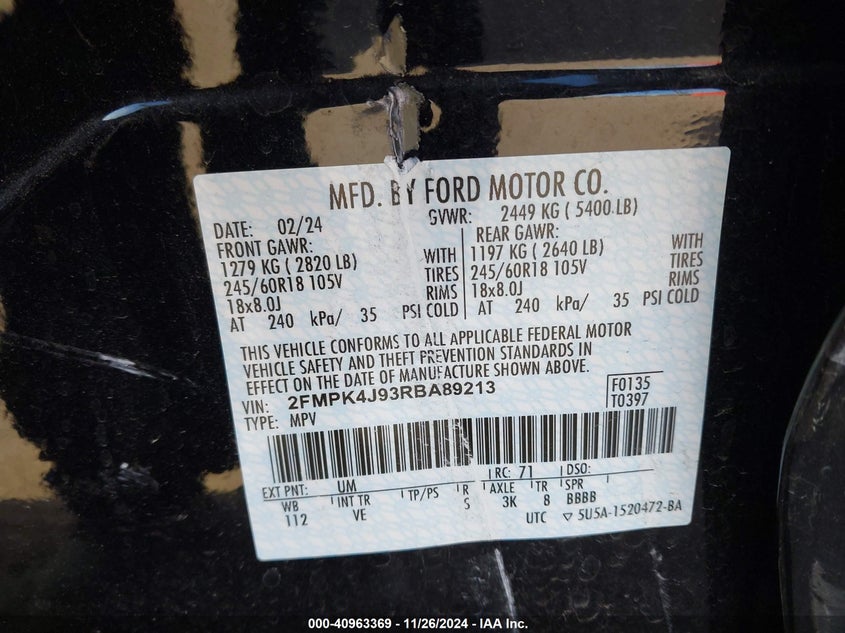 MFD. BY FORD MOTOR CO.
DATE: 02/24 GVWR: 2449 KG ( 5400 LB)
FRONT GAWR: REAR GAWR:
1279 KG ( 2820 LB) WITH 1197 KG ( 2640 LB) WITH
245/60R18 105V TIRES 245/60R18 105V TIRES
18x8.0J RIMS 18x8.0J RIMS
AT 240 kPa/ 35 PSI COLD AT 240 kPa/ 35 PSI COLD
THIS VEHICLE CONFORMS TO ALL APPLICABLE FEDERAL MOTOR
VEHICLE SAFETY AND THEFT PREVENTION STANDARDS IN
EFFECT ON THE DATE OF MANUFACTURE SHOWN ABOVE.
VIN: 2FMPK4J93RBA89213 F0135
TYPE: MPV T0397
EXT PNT: UM RC: 71 DSO:
WB INT TR TP/PS R AXLE TR SPR
112 VE S 3K 8 BBBB
UTC ▽ 5U5A-1520472-BA
000-40963369 - 11/26/2024 - IAA Inc.